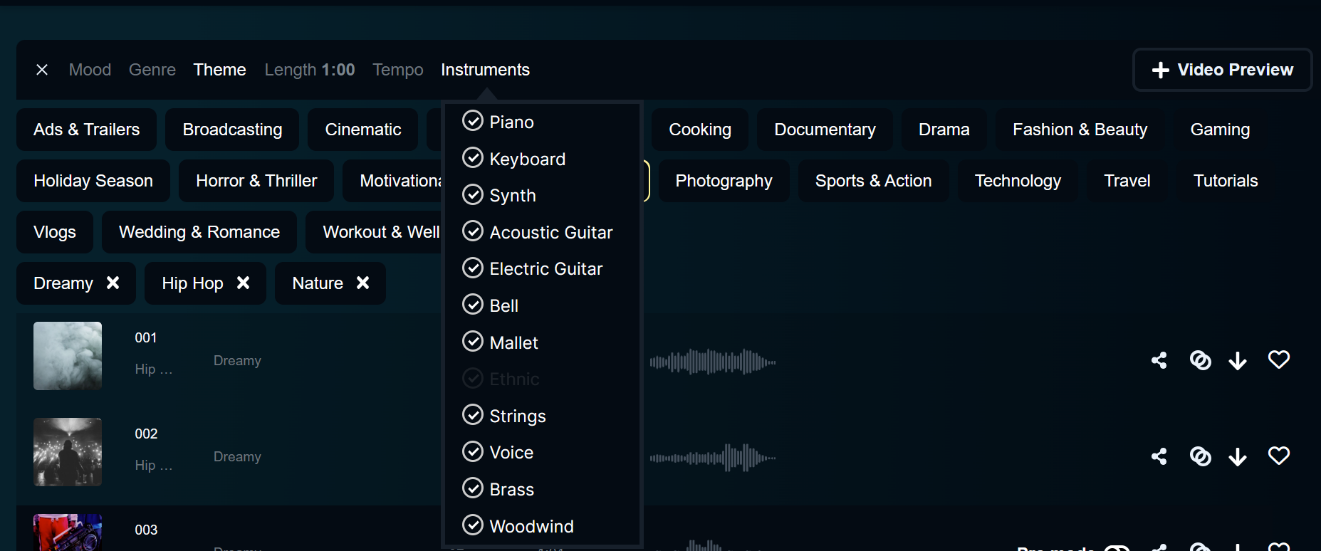 Mood Genre Theme Length 1:00 Tempo Instruments Video Preview
Ads & Trailers Broadcasting Cinematic Cooking Documentary Drama Fashion & Beauty Gaming
Holiday Season Horror & Thriller Motivationa Photography Sports & Action Technology Travel Tutorials
Vlogs Wedding & Romance Workout & Well
Dreamy Hip Hop Nature
Piano
Keyboard
Synth
Acoustic Guitar
Electric Guitar
Bell
Mallet
Ethnic
Strings
Voice
Brass
Woodwind
001
Hip ...
Dreamy
002
Hip ...
Dreamy
003
Dreamy
Pro mode